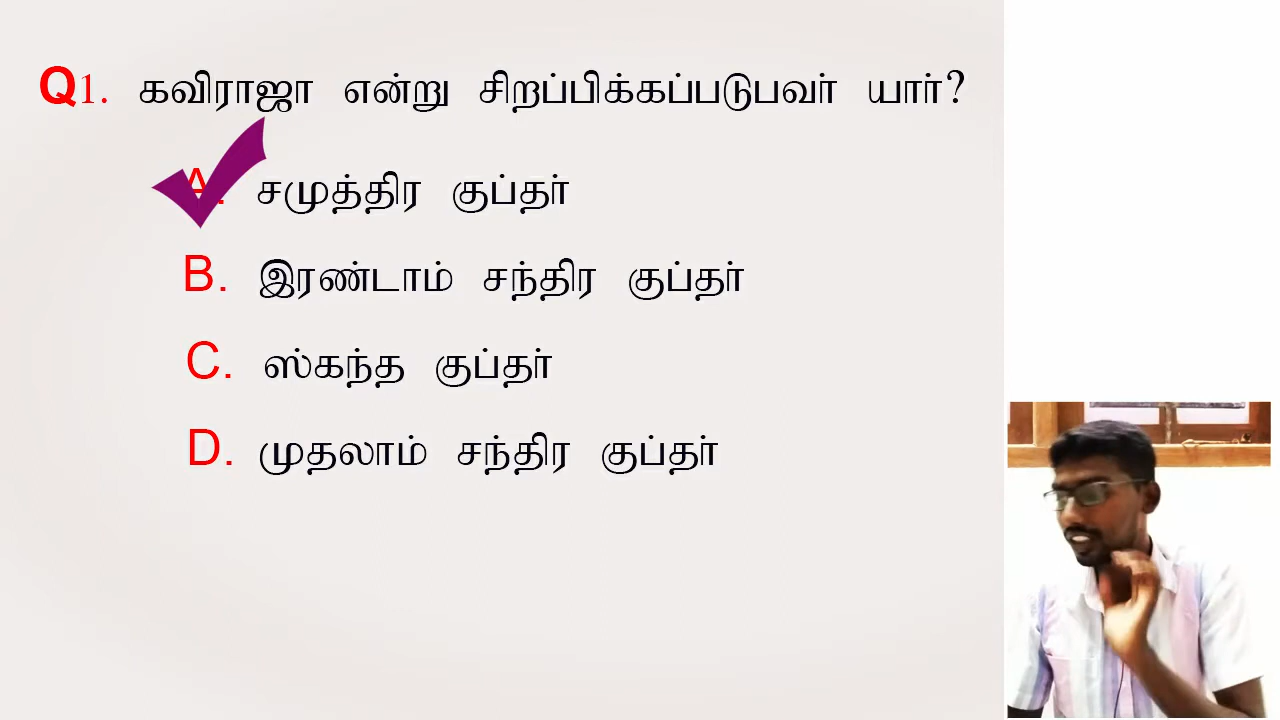 Q1. கவிராஜா என்று சிறப்பிக்கப்படுபவர் யார்?
A. சமுத்திர குப்தர்
B. இரண்டாம் சந்திர குப்தர்
C. ஸ்கந்த குப்தர்
D. முதலாம் சந்திர குப்தர்